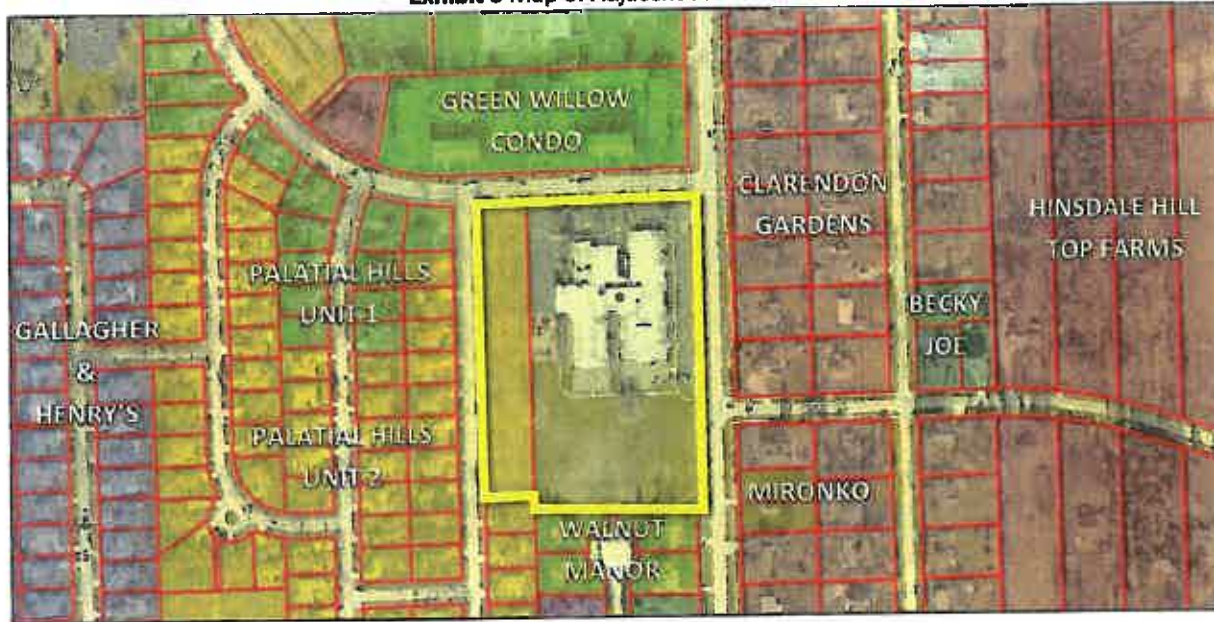 GREEN WILLOW
CONDO
CLARENDON
GARDENS
HINSDALE HILL
TOP FARMS
PALATIAL HILLS
UNIT 1
GALLAGHER
&
HENRY'S
BECKY
JOE
PALATIAL HILLS
UNIT 2
MIRONKO
WALNUT
MANOR